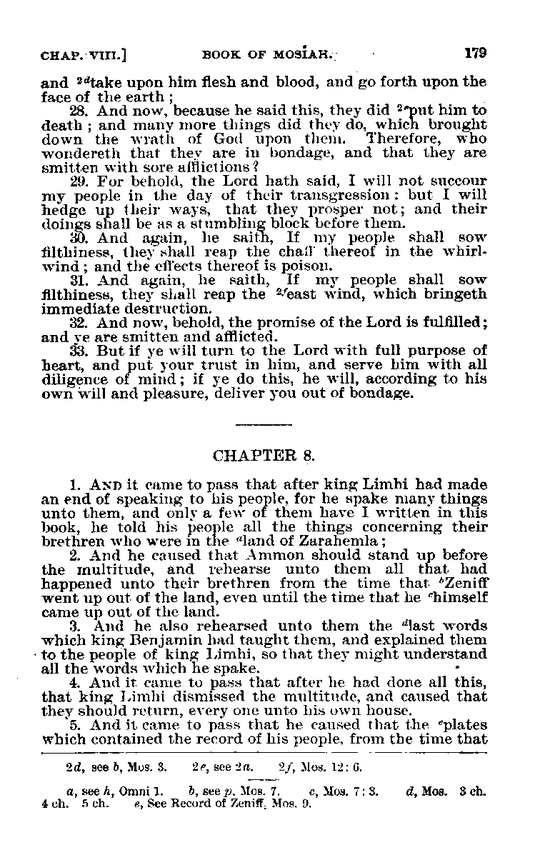 CHAP. VIII.] BOOK OF MOSIAH. 179
and 2dtake upon him flesh and blood, and go forth upon the
face of the earth;
28. And now, because he said this, they did 2eput him to
death; and many more things did they do, which brought
down the wrath of God upon them. Therefore, who
wondereth that they are in bondage, and that they are
smitten with sore afflictions?
29. For behold, the Lord hath said, I will not succour
my people in the day of their transgression: but I will
hedge up their ways, that they prosper not; and their
doings shall be as a stumbling block before them.
30. And again, he saith, If my people shall sow
filthiness, they shall reap the chaff thereof in the whirl-
wind; and the effects thereof is poison.
31. And again, he saith, If my people shall sow
filthiness, they shall reap the 2feast wind, which bringeth
immediate destruction.
32. And now, behold, the promise of the Lord is fulfilled;
and ye are smitten and afflicted.
33. But if ye will turn to the Lord with full purpose of
heart, and put your trust in him, and serve him with all
diligence of mind; if ye do this, he will, according to his
own will and pleasure, deliver you out of bondage.
CHAPTER 8.
1. AND it came to pass that after king Limhi had made
an end of speaking to his people, for he spake many things
unto them, and only a few of them have I written in this
book, he told his people all the things concerning their
brethren who were in the aland of Zarahemla;
2. And he caused that Ammon should stand up before
the multitude, and rehearse unto them all that had
happened unto their brethren from the time that bZeniff
went up out of the land, even until the time that he chimself
came up out of the land.
3. And he also rehearsed unto them the dlast words
which king Benjamin had taught them, and explained them
to the people of king Limhi, so that they might understand
all the words which he spake.
4. And it came to pass that after he had done all this,
that king Limhi dismissed the multitude, and caused that
they should return, every one unto his own house.
5. And it came to pass that he caused that the eplates
which contained the record of his people, from the time that
2d, see b, Mos. 3. 2e, see 2a. 2f, Mos. 12: 6.
a, see h, Omni 1. b, see p. Mos. 7. c, Mos. 7: 3. d, Mos. 3 ch.
4 ch. 5 ch. e, See Record of Zeniff. Mos. 9.